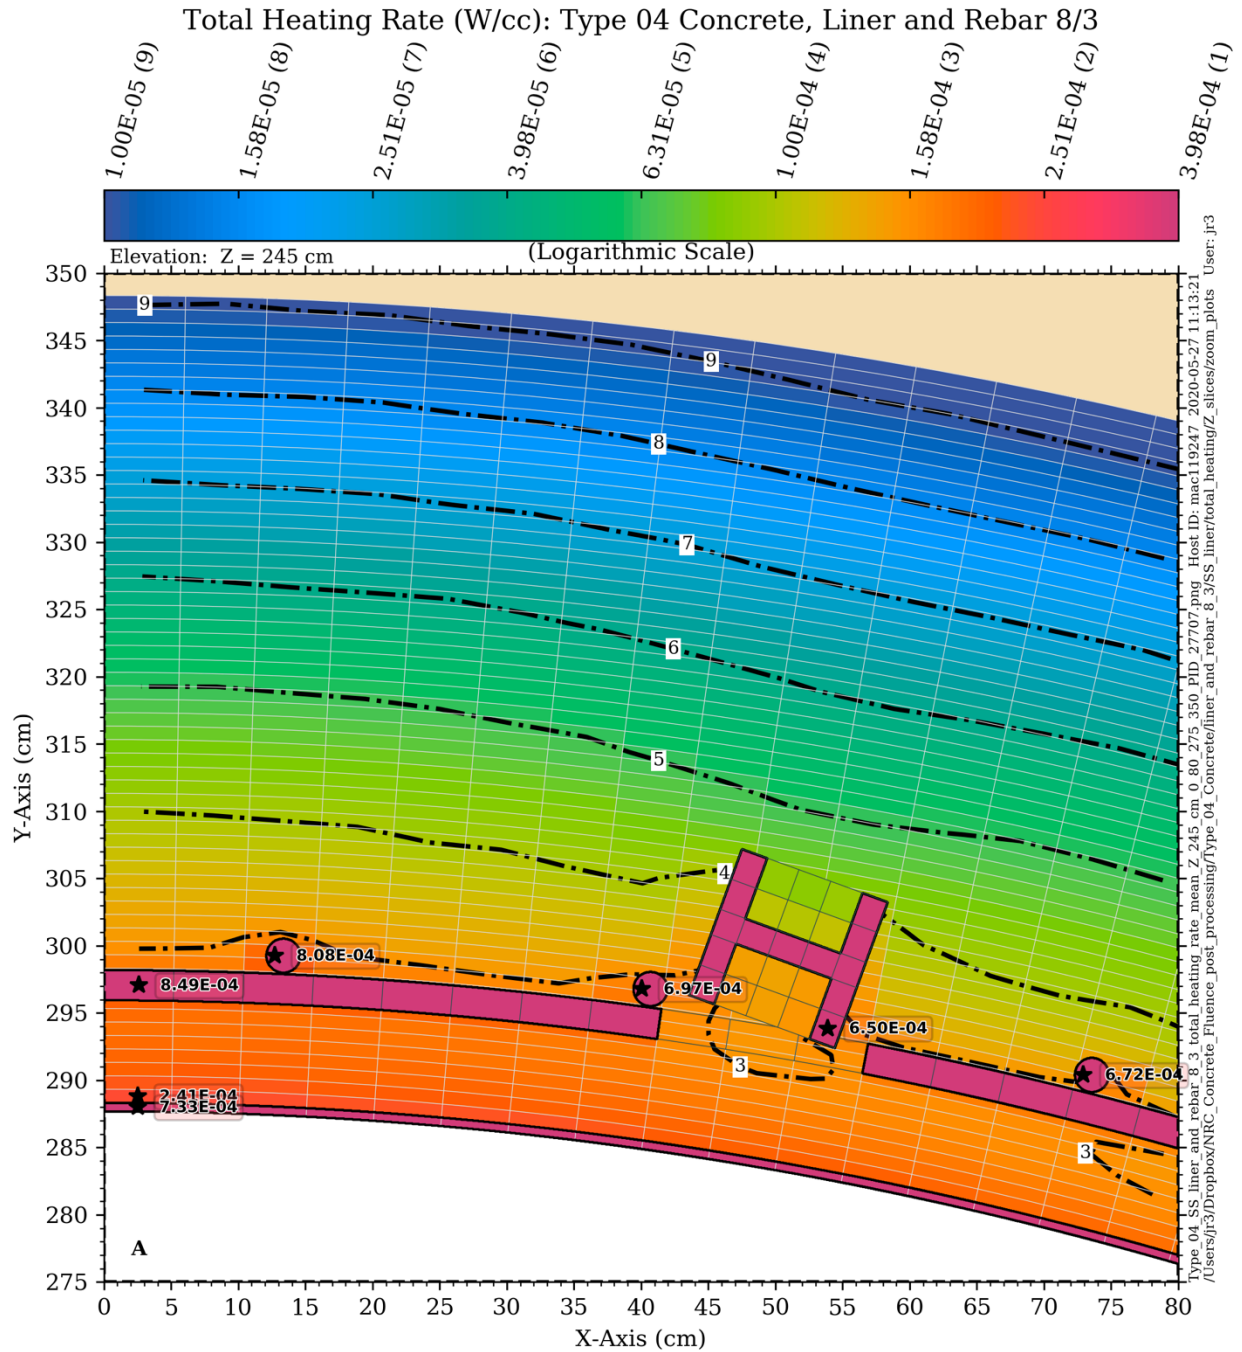 Total Heating Rate (W/cc): Type 04 Concrete, Liner and Rebar 8/3
1.00E-05 (9)
1.58E-05 (8)
2.51E-05 (7)
3.98E-05 (6)
6.31E-05 (5)
1.00E-04 (4)
1.58E-04 (3)
2.51E-04 (2)
3.98E-04 (1)
Elevation:  Z = 245 cm
(Logarithmic Scale)
350
345
340
335
330
325
320
315
310
305
300
295
290
285
280
275
Y-Axis (cm)
9
9
8
7
6
5
4
8.08E-04
8.49E-04
6.97E-04
6.50E-04
6.72E-04
3
3
2.41E-04
7.33E-04
A
0 5 10 15 20 25 30 35 40 45 50 55 60 65 70 75 80
X-Axis (cm)
Type_04_SS_liner_and_rebar_8_3_total_heating_rate_mean_Z_245_cm_0_80_275_350_PID_27707.png Host ID: mac119247 2020-05-27 11:13:21 User: jr3
/Users/jr3/Dropbox/NRC_Concrete_Fluence_post_processing/Type_04_Concrete/liner_and_rebar_8_3/SS_liner/total_heating/Z_slices/zoom_plots